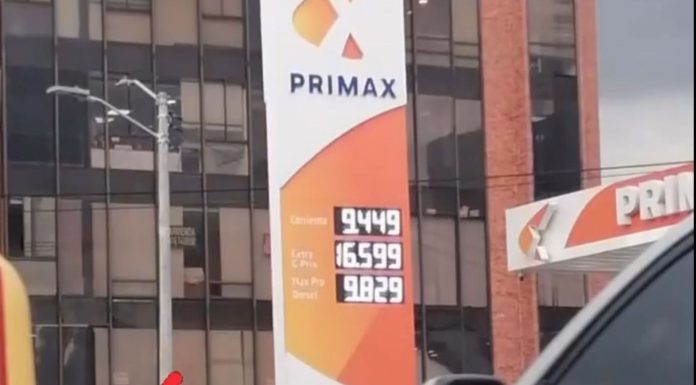 PRIMAX
Corriente 9.449
Extra
G-Prix 16.599
Max Pro
Diesel 9.829
PRIM